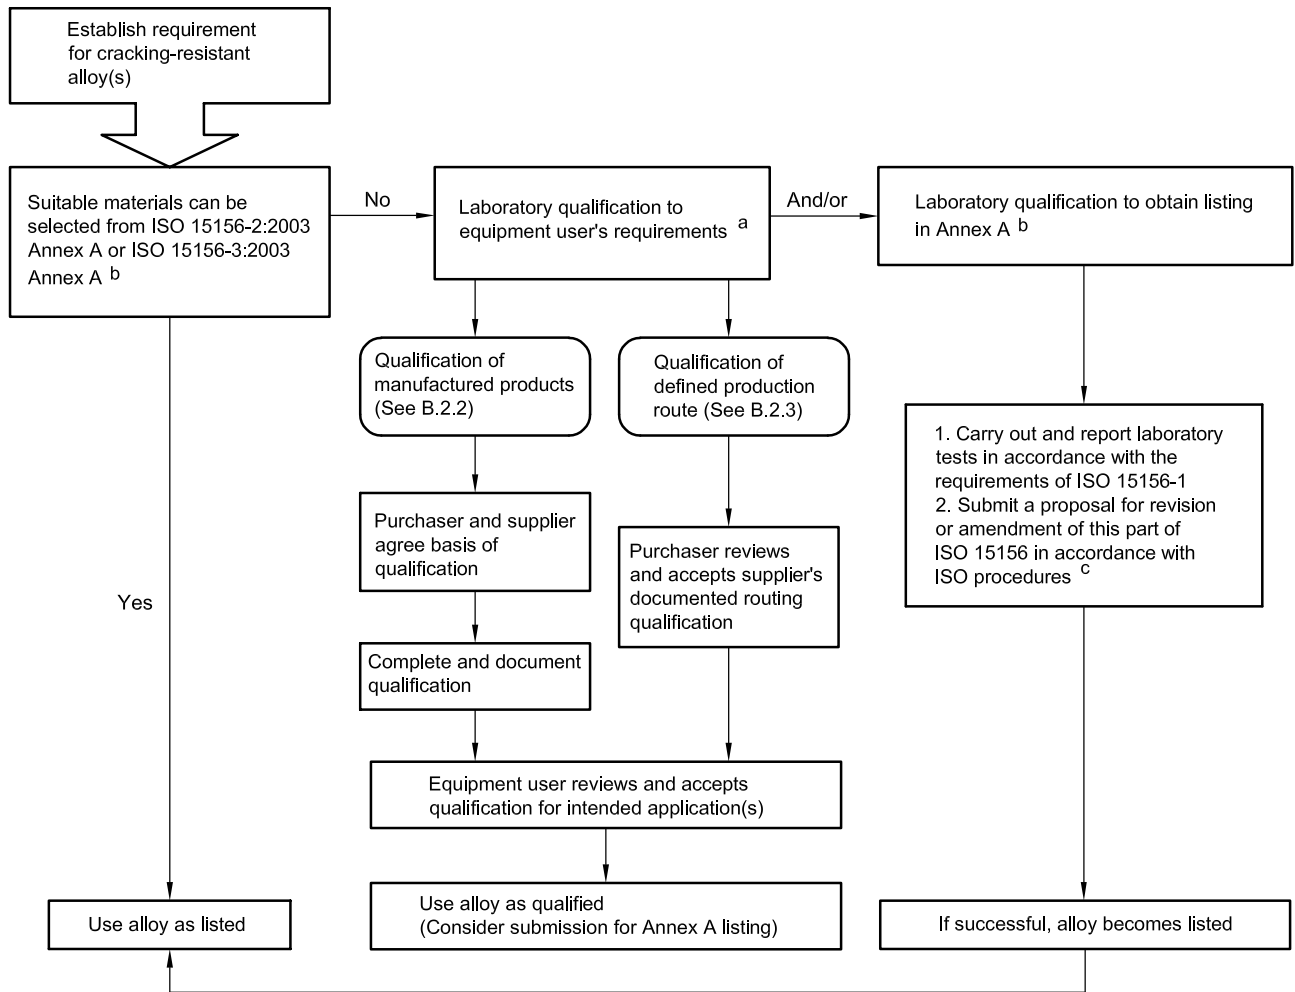 Establish requirement
for cracking-resistant
alloy(s)
Suitable materials can be
selected from ISO 15156-2:2003
Annex A or ISO 15156-3:2003
Annex A b
No
Laboratory qualification to
equipment user's requirements a
And/or
Laboratory qualification to obtain listing
in Annex A b
Qualification of
manufactured products
(See B.2.2)
Qualification of
defined production
route (See B.2.3)
1. Carry out and report laboratory
tests in accordance with the
requirements of ISO 15156-1
2. Submit a proposal for revision
or amendment of this part of
ISO 15156 in accordance with
ISO procedures c
Purchaser and supplier
agree basis of
qualification
Purchaser reviews
and accepts supplier's
documented routing
qualification
Yes
Complete and document
qualification
Equipment user reviews and accepts
qualification for intended application(s)
Use alloy as listed
Use alloy as qualified
(Consider submission for Annex A listing)
If successful, alloy becomes listed